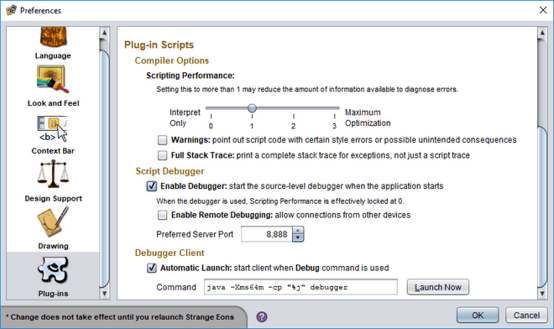 Preferences
Language
Look and Feel
<b>
Context Bar
Design Support
Drawing
Plug-ins
* Change does not take effect until you relaunch Strange Eons
Plug-in Scripts
Compiler Options
Scripting Performance:
Setting this to more than 1 may reduce the amount of information available to diagnose errors.
Interpret Maximum
Only Optimization
0 1 2 3
Warnings: point out script code with certain style errors or possible unintended consequences
Full Stack Trace: print a complete stack trace for exceptions, not just a script trace
Script Debugger
Enable Debugger: start the source-level debugger when the application starts
When the debugger is used, Scripting Performance is effectively locked at 0.
Enable Remote Debugging: allow connections from other devices
Preferred Server Port 8,888
Debugger Client
Automatic Launch: start client when Debug command is used
Command java -Xms64m -cp "%j" debugger Launch Now
? OK Cancel